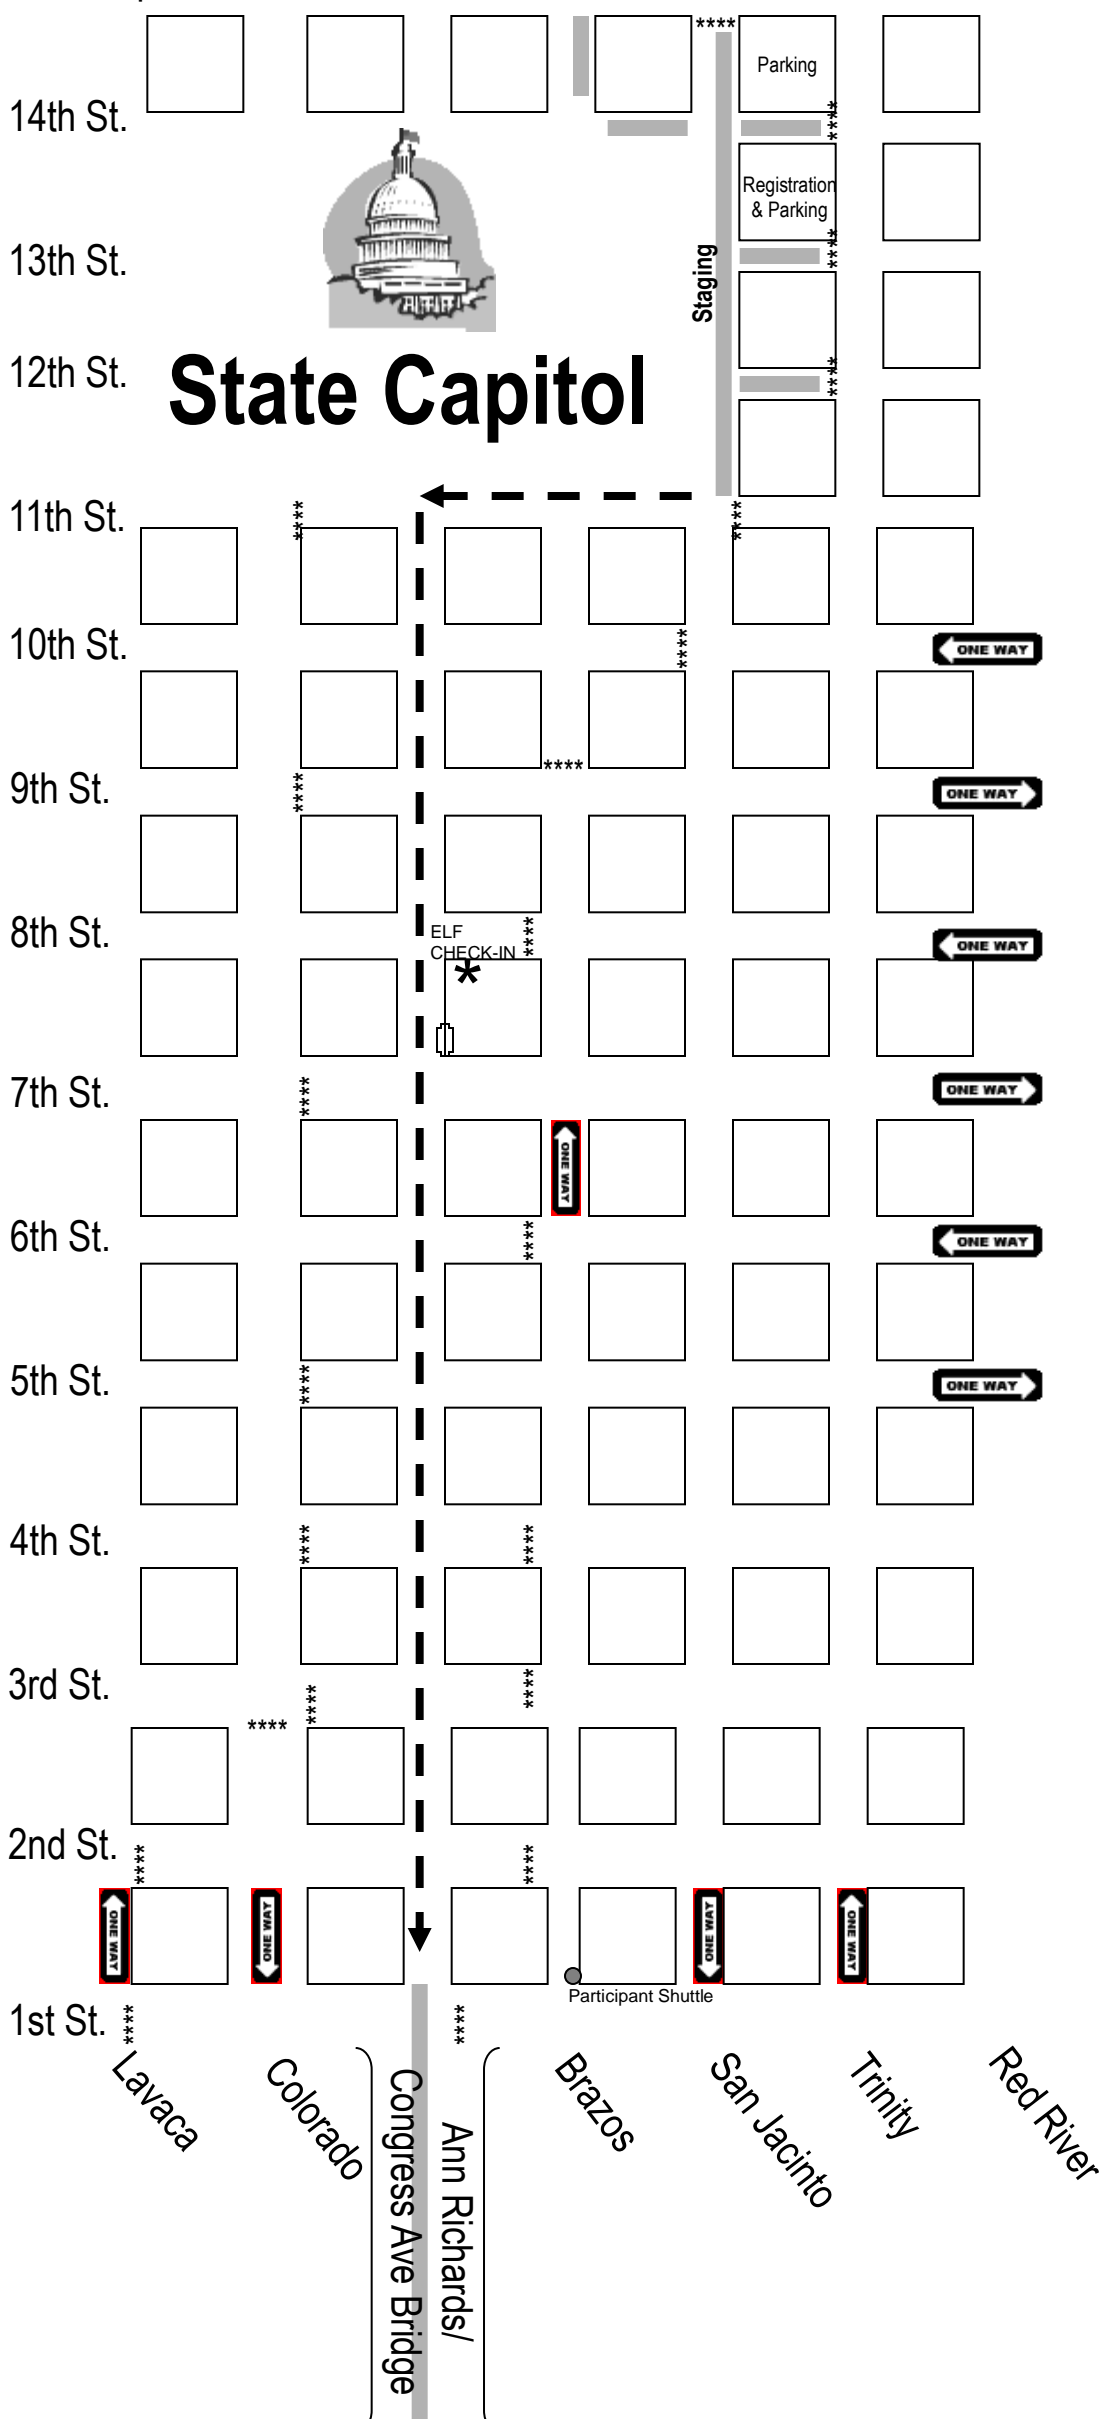 ****
Parking
14th St.
****
Registration
& Parking
13th St.
****
Staging
12th St.
****
State Capitol
11th St.
****
****
10th St.
****
ONE WAY
****
9th St.
****
ONE WAY
8th St.
ELF
CHECK-IN
****
*
ONE WAY
7th St.
****
ONE WAY
ONE WAY
6th St.
****
ONE WAY
5th St.
****
ONE WAY
4th St.
****
****
3rd St.
****
****
****
2nd St.
****
****
ONE WAY
ONE WAY
ONE WAY
ONE WAY
Participant Shuttle
1st St.
****
****
Lavaca
Colorado
Congress Ave Bridge
Ann Richards/
Brazos
San Jacinto
Trinity
Red River